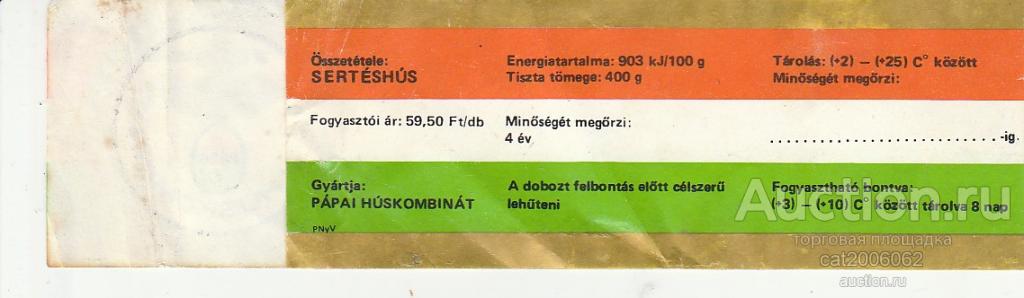 Összetétele:
SERTÉSHÚS
Energiatartalma: 903 kJ/100 g
Tiszta tömege: 400 g
Tárolás: (+2) – (+25) C° között
Minőségét megőrzi:
Fogyasztói ár: 59,50 Ft/db
Minőségét megőrzi:
4 év
........................-ig.
Gyártja:
PÁPAI HÚSKOMBINÁT
PNyV
A dobozt felbontás előtt célszerű
lehűteni
Fogyasztható bontva:
(+3) – (+10) C° között tárolva 8 nap
Auction.ru
торговая площадка
cat2006062
auction.ru